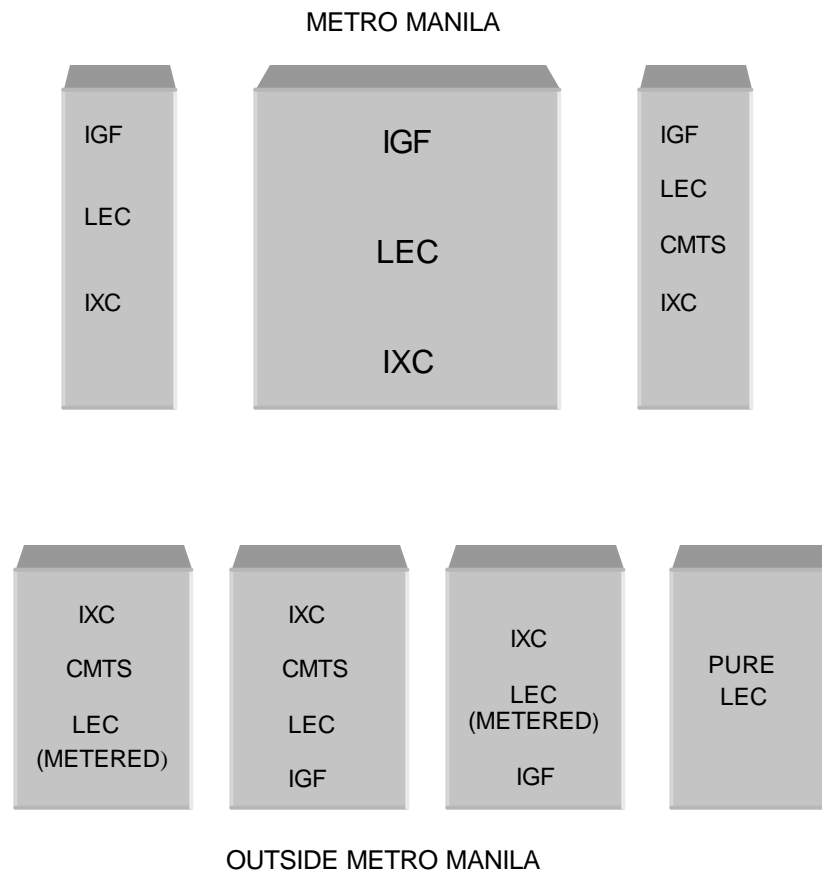 METRO MANILA
IGF
LEC
IXC
IGF
LEC
IXC
IGF
LEC
CMTS
IXC
IXC
CMTS
LEC
(METERED)
IXC
CMTS
LEC
IGF
IXC
LEC
(METERED)
IGF
PURE
LEC
OUTSIDE METRO MANILA